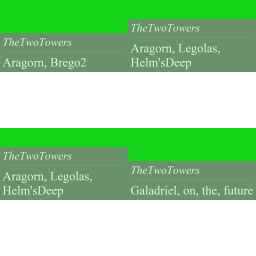 TheTwoTowers
Aragorn, Brego2
TheTwoTowers
Aragorn, Legolas,
Helm'sDeep
TheTwoTowers
Aragorn, Legolas,
Helm'sDeep
TheTwoTowers
Galadriel, on, the, future